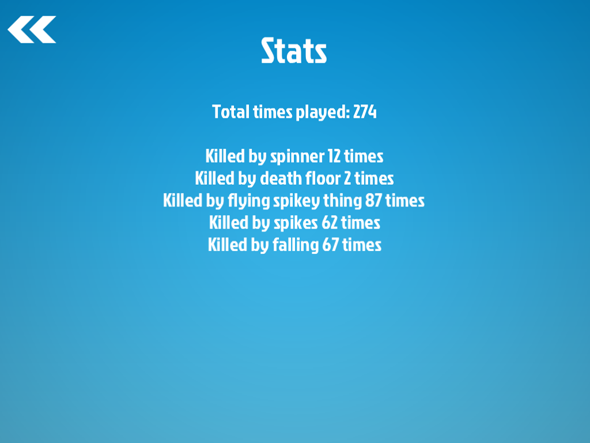 Stats
Total times played: 274
Killed by spinner 12 times
Killed by death floor 2 times
Killed by flying spikey thing 87 times
Killed by spikes 62 times
Killed by falling 67 times